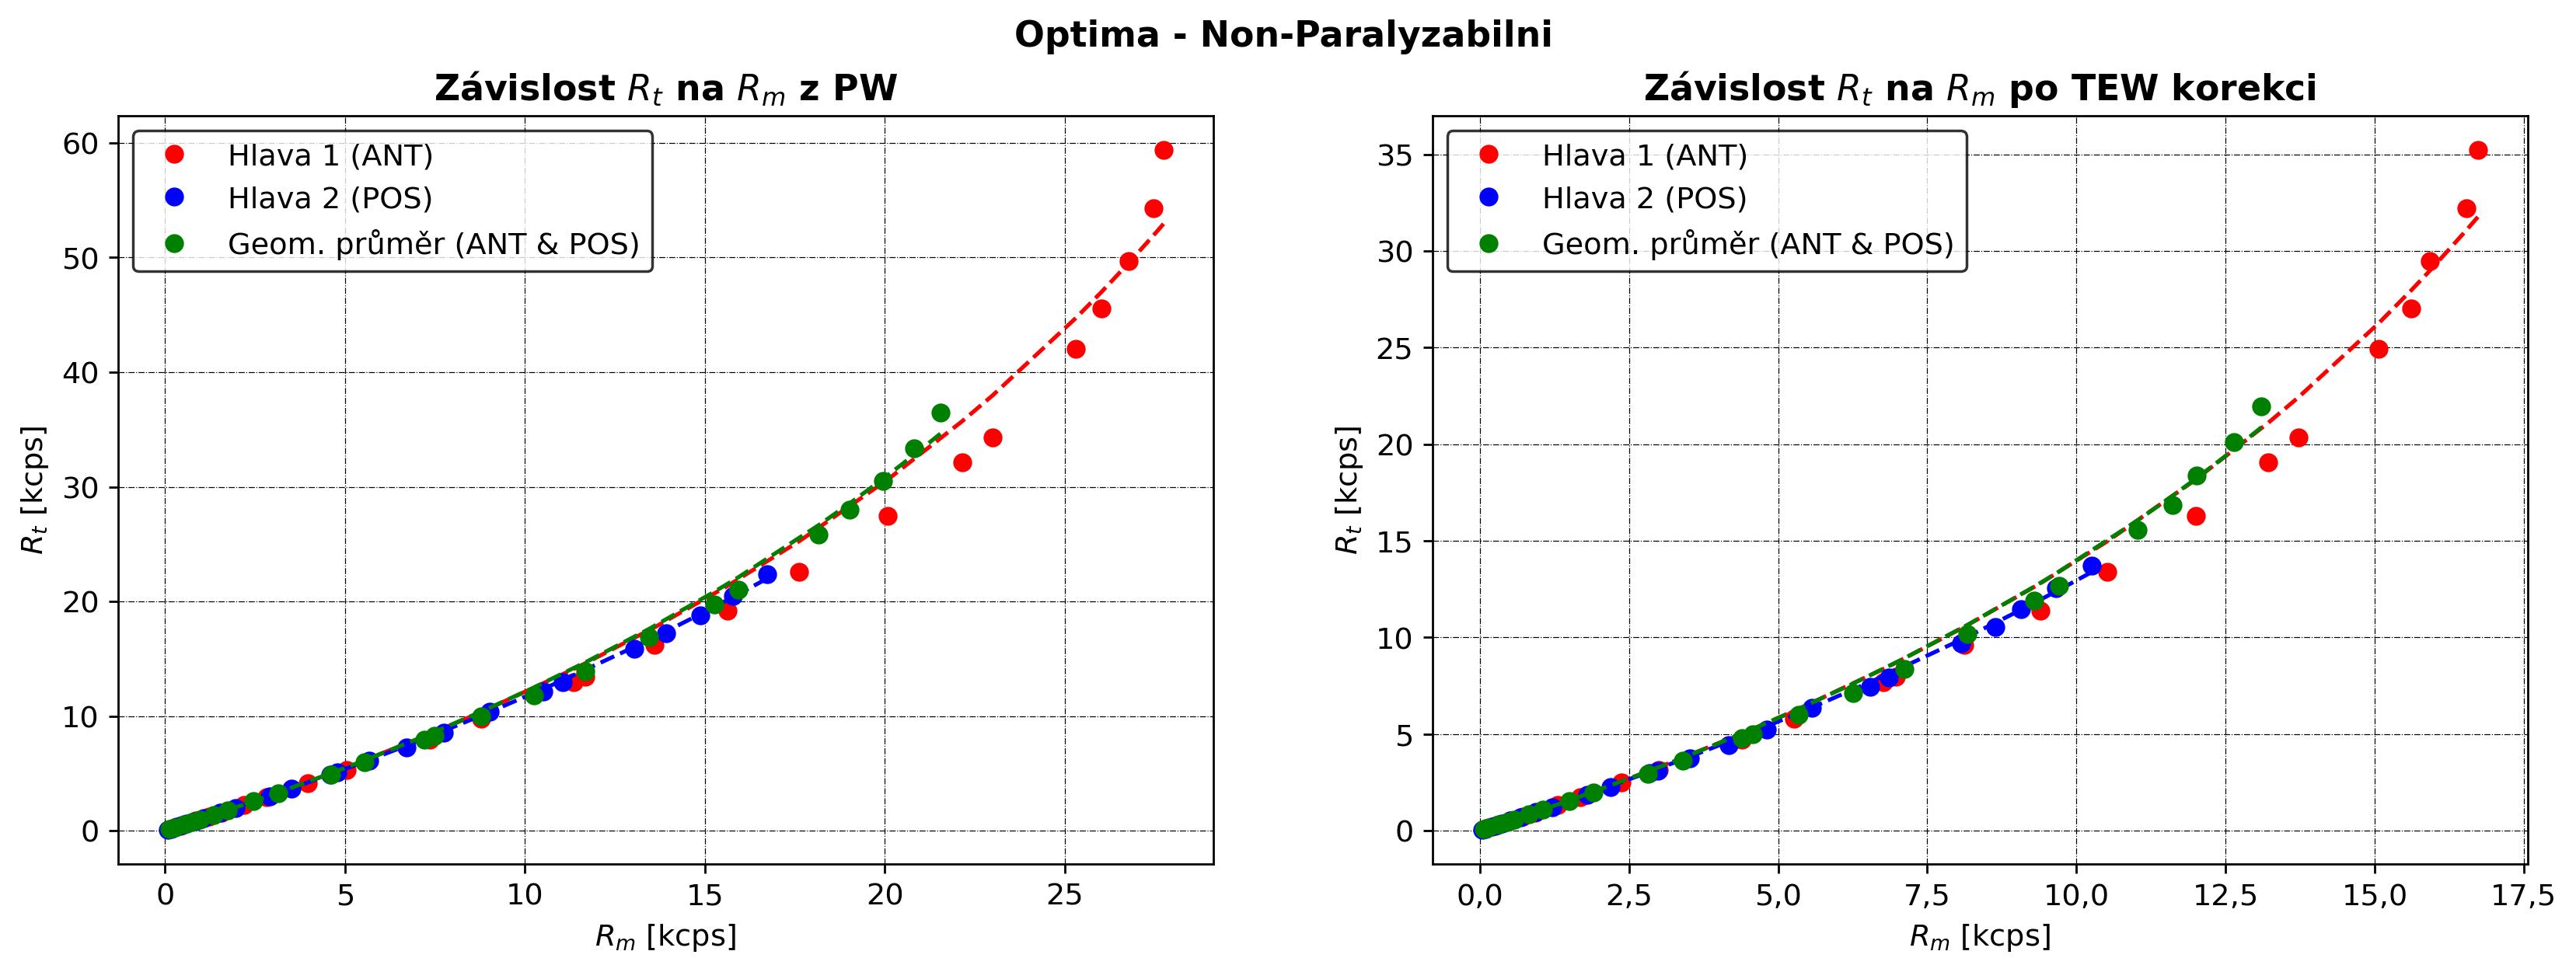 Optima - Non-Paralyzabilni
Závislost R_t na R_m z PW
60
50
40
30
20
10
0
R_t [kcps]
Hlava 1 (ANT)
Hlava 2 (POS)
Geom. průměr (ANT & POS)
0 5 10 15 20 25
R_m [kcps]
Závislost R_t na R_m po TEW korekci
35
30
25
20
15
10
5
0
R_t [kcps]
Hlava 1 (ANT)
Hlava 2 (POS)
Geom. průměr (ANT & POS)
0,0 2,5 5,0 7,5 10,0 12,5 15,0 17,5
R_m [kcps]